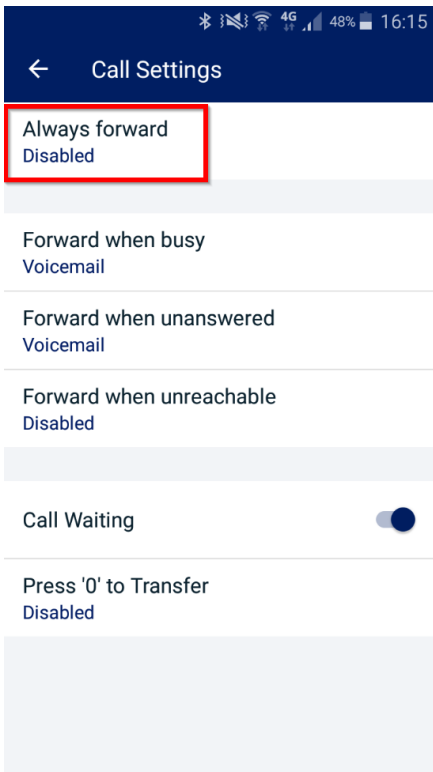 4G 48% 16:15
Call Settings
Always forward
Disabled
Forward when busy
Voicemail
Forward when unanswered
Voicemail
Forward when unreachable
Disabled
Call Waiting
Press '0' to Transfer
Disabled